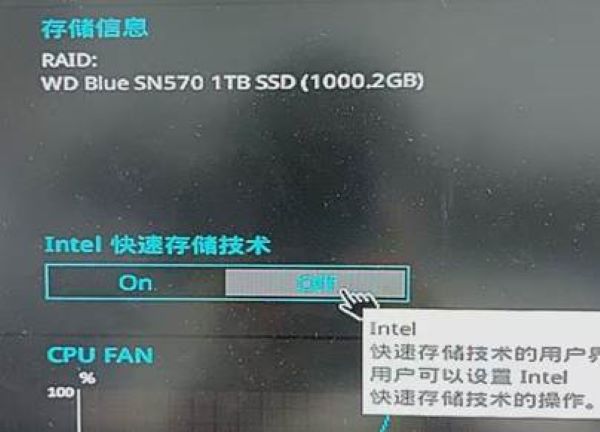 存储信息
RAID:
WD Blue SN570 1TB SSD (1000.2GB)
Intel 快速存储技术
On
Off
Intel
快速存储技术的用户界
用户可以设置 Intel
快速存储技术的操作。
CPU FAN
%
100